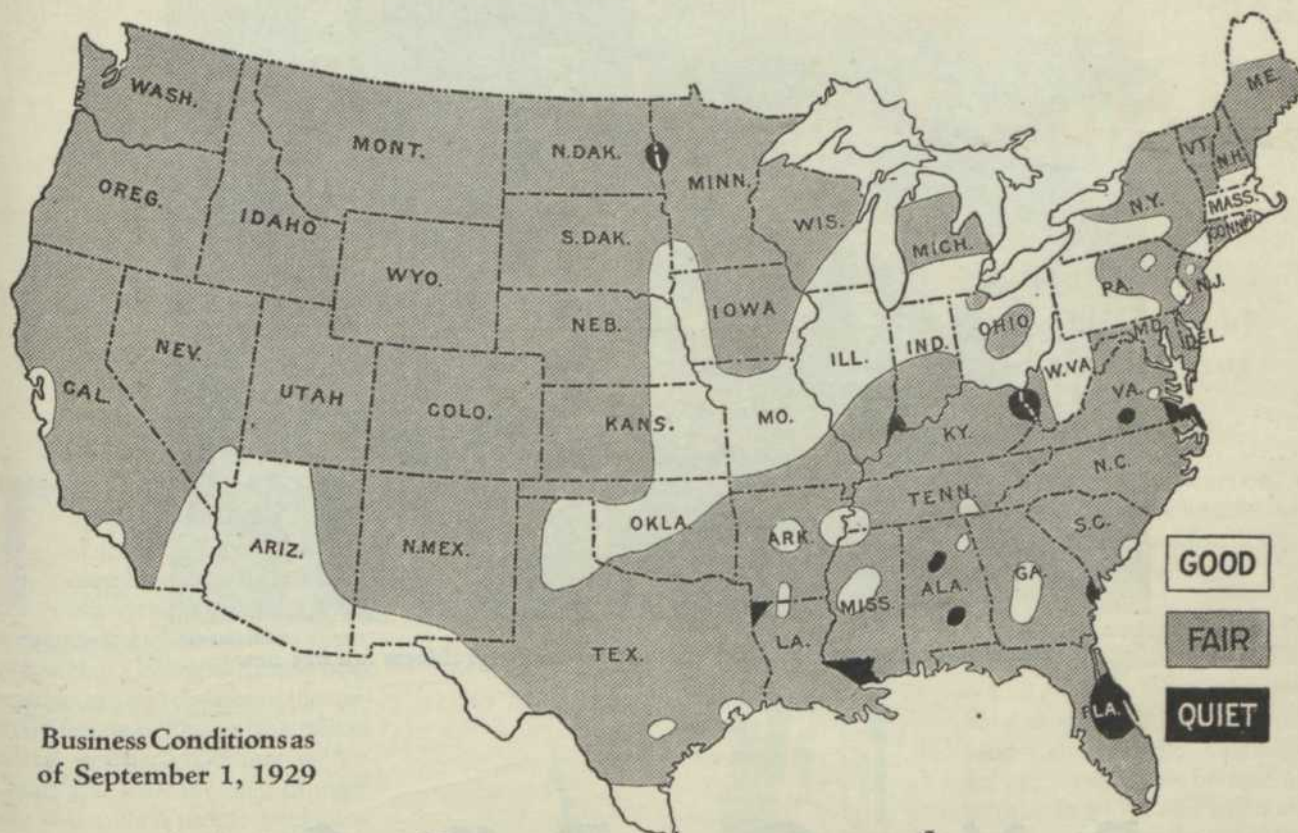 WASH.
MONT.
N.DAK.
MINN.
ME.
VT.
N.H.
OREG.
IDAHO
S.DAK.
WIS.
MICH.
N.Y.
MASS.
CONN.
WYO.
NEB.
IOWA
PA.
N.J.
NEV.
UTAH
COLO.
KANS.
MO.
ILL.
IND.
OHIO
W.VA.
MD.
DEL.
CAL.
VA.
KY.
ARIZ.
N.MEX.
OKLA.
ARK.
TENN.
N.C.
S.C.
TEX.
LA.
MISS.
ALA.
GA.
FLA.
GOOD
FAIR
QUIET
Business Conditions as
of September 1, 1929